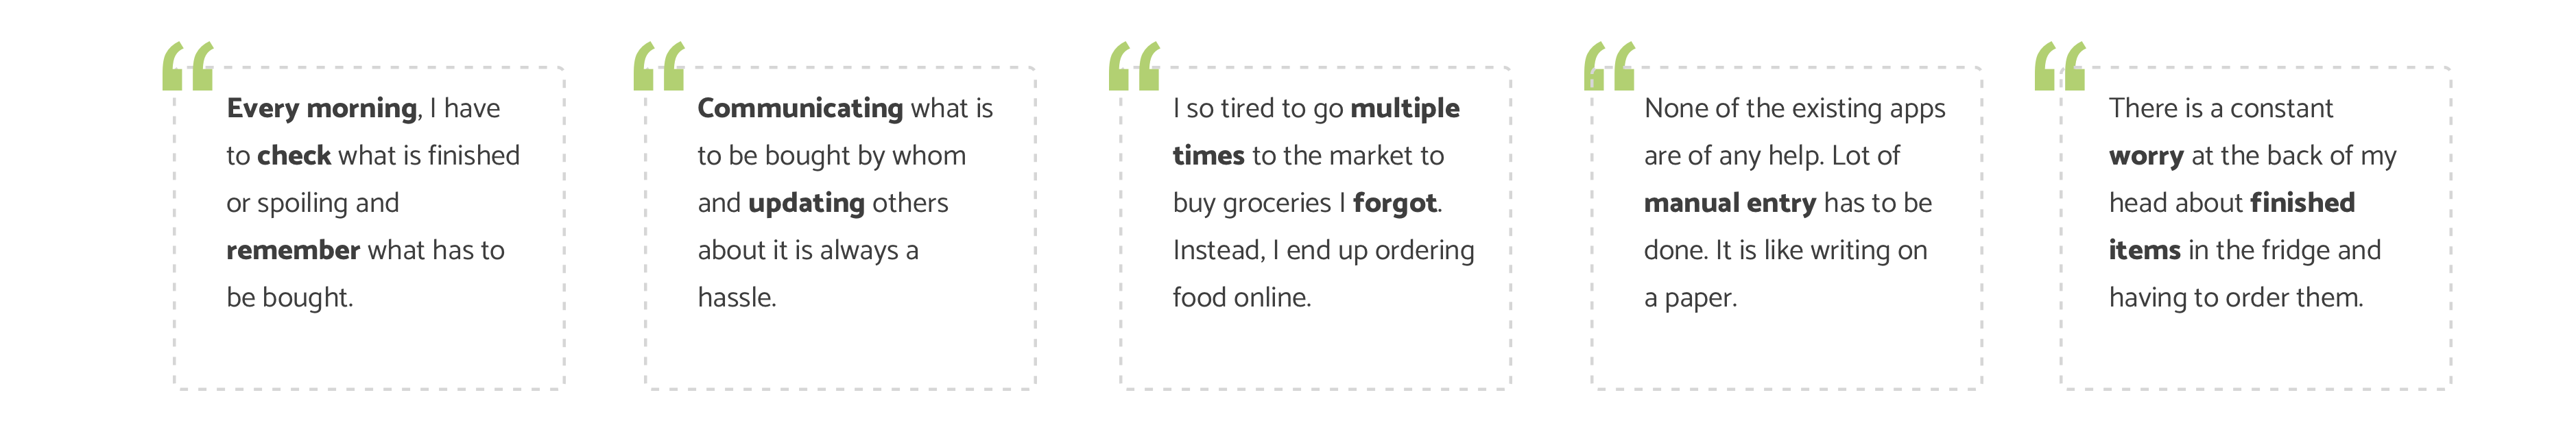 Every morning, I have
to check what is finished
or spoiling and
remember what has to
be bought.
Communicating what is
to be bought by whom
and updating others
about it is always a
hassle.
I so tired to go multiple
times to the market to
buy groceries I forgot.
Instead, I end up ordering
food online.
None of the existing apps
are of any help. Lot of
manual entry has to be
done. It is like writing on
a paper.
There is a constant
worry at the back of my
head about finished
items in the fridge and
having to order them.